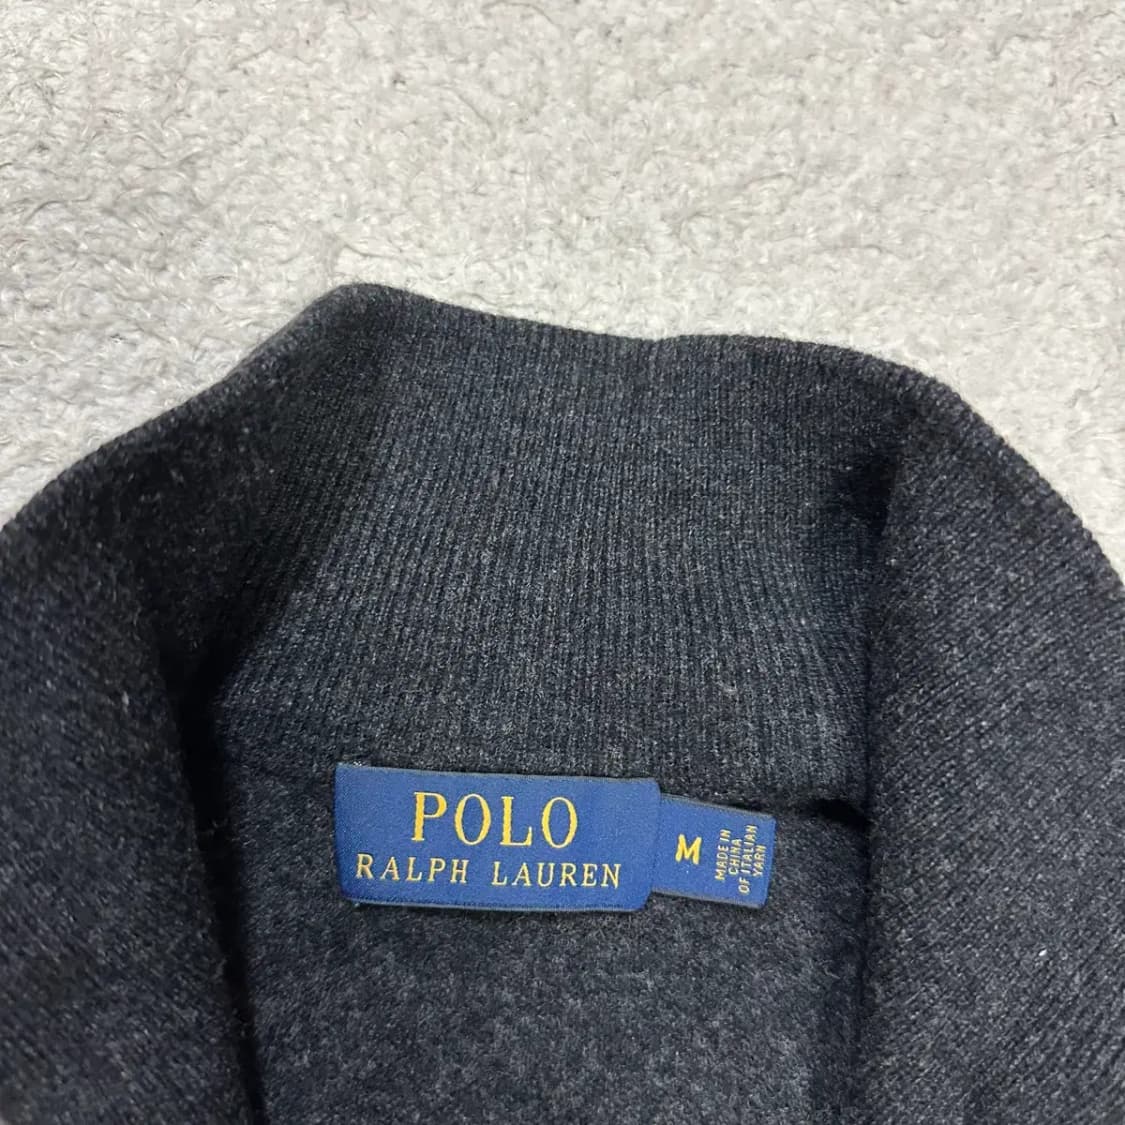 POLO
RALPH LAUREN
M
MADE IN
CHINA
OF ITALIAN
YARN